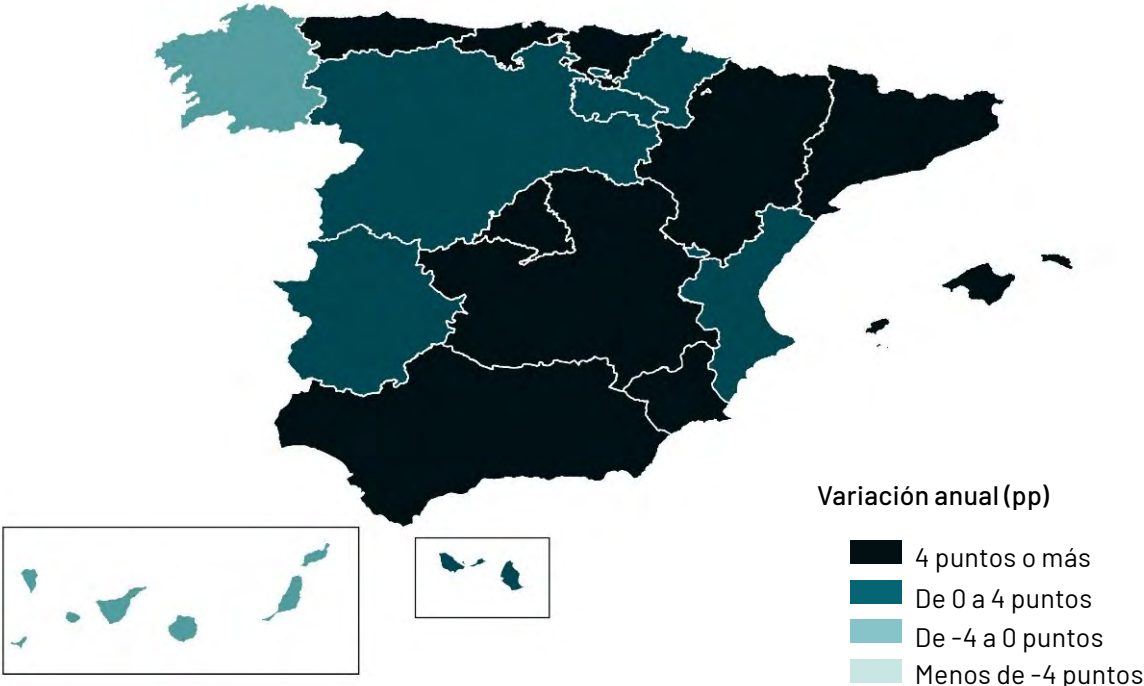 Variación anual (pp)
4 puntos o más
De 0 a 4 puntos
De -4 a 0 puntos
Menos de -4 puntos